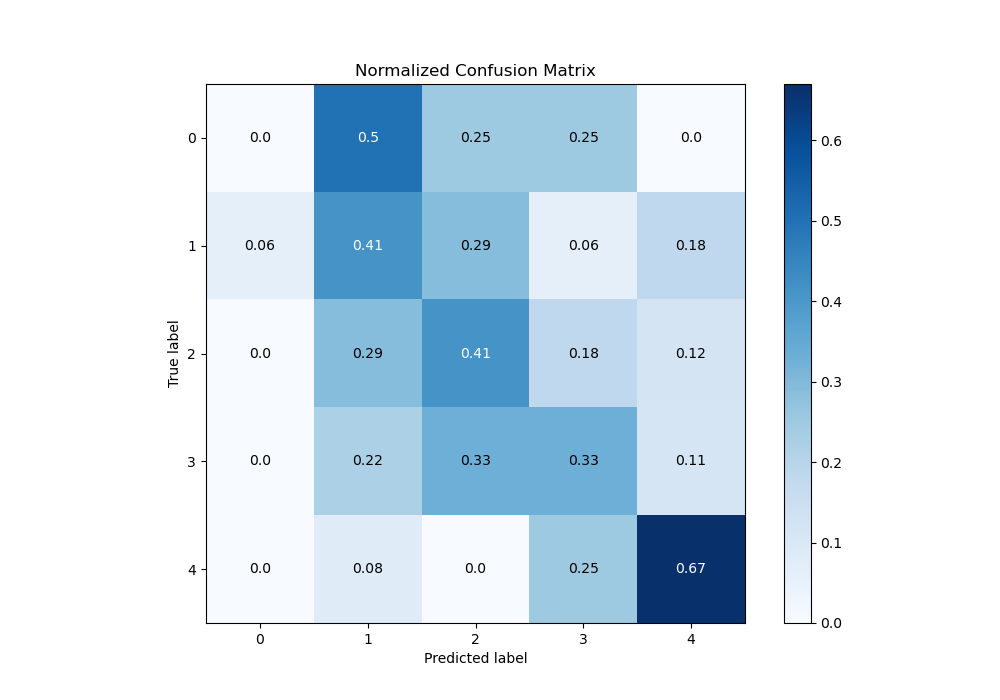 Normalized Confusion Matrix
0 0.0 0.5 0.25 0.25 0.0
1 0.06 0.41 0.29 0.06 0.18
2 0.0 0.29 0.41 0.18 0.12
3 0.0 0.22 0.33 0.33 0.11
4 0.0 0.08 0.0 0.25 0.67
0 1 2 3 4
Predicted label
True label
0.6
0.5
0.4
0.3
0.2
0.1
0.0